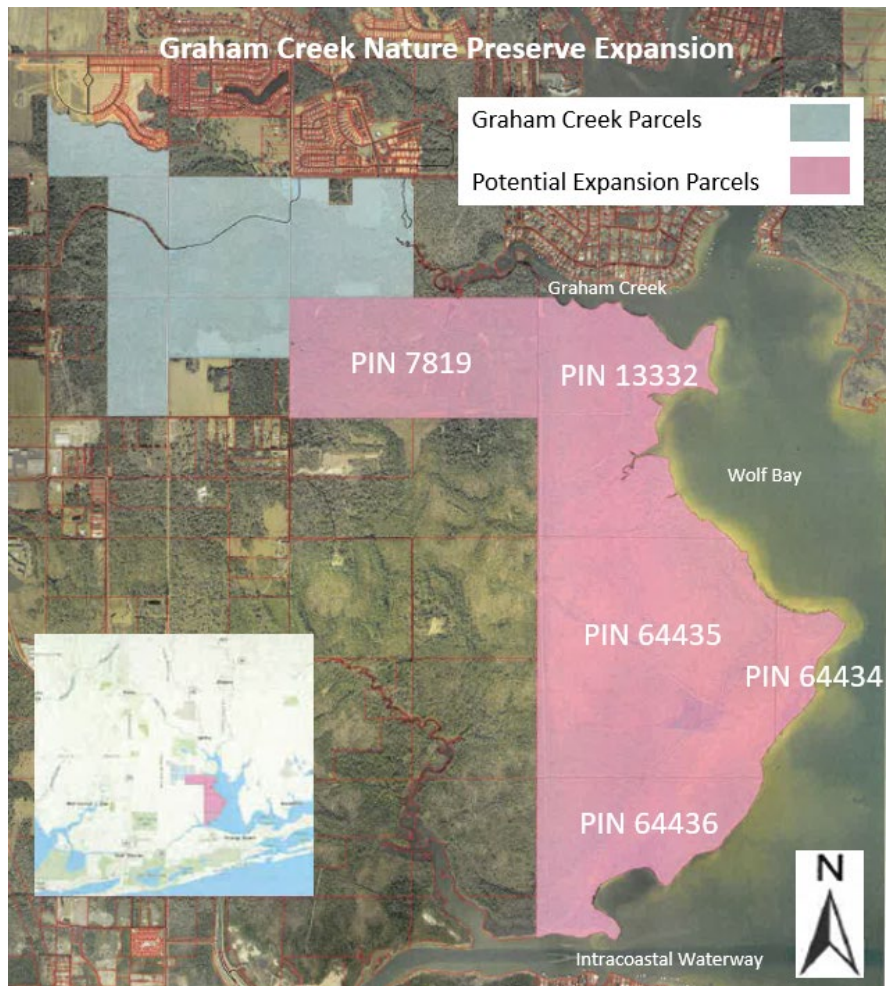 Graham Creek Nature Preserve Expansion
Graham Creek Parcels
Potential Expansion Parcels
Graham Creek
PIN 7819
PIN 13332
Wolf Bay
PIN 64435
PIN 64434
PIN 64436
N
Intracoastal Waterway